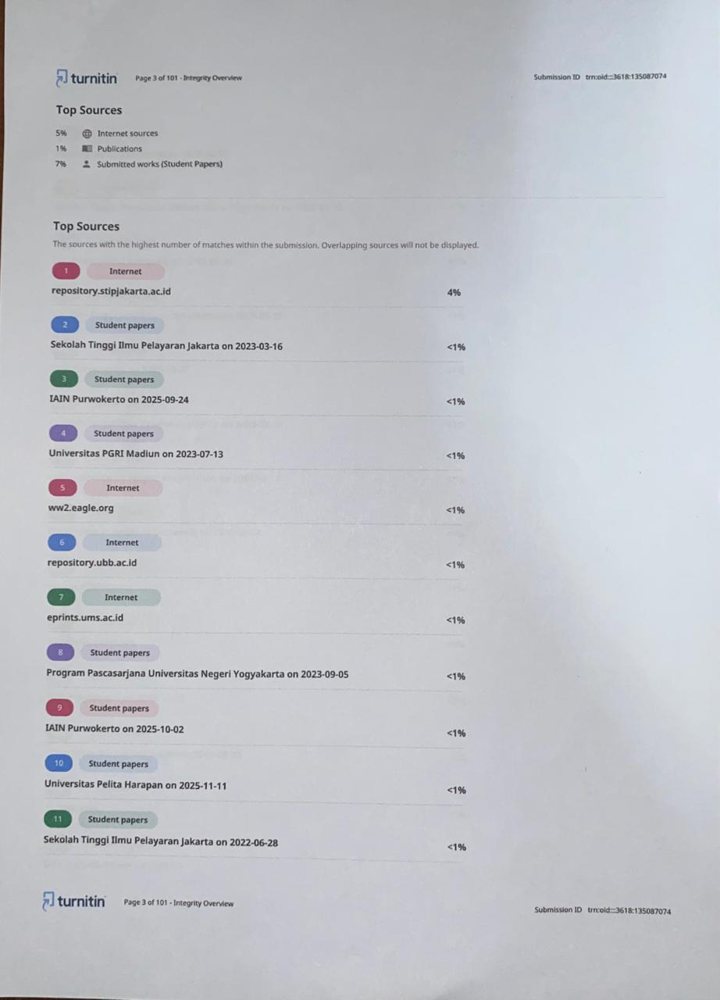 turnitin Page 3 of 101 - Integrity Overview Submission ID trn:oid:::3618:135087074
Top Sources
5% Internet sources
1% Publications
7% Submitted works (Student Papers)
Top Sources
The sources with the highest number of matches within the submission. Overlapping sources will not be displayed.
1 Internet
repository.stipjakarta.ac.id 4%
2 Student papers
Sekolah Tinggi Ilmu Pelayaran Jakarta on 2023-03-16 <1%
3 Student papers
IAIN Purwokerto on 2025-09-24 <1%
4 Student papers
Universitas PGRI Madiun on 2023-07-13 <1%
5 Internet
ww2.eagle.org <1%
6 Internet
repository.ubb.ac.id <1%
7 Internet
eprints.ums.ac.id <1%
8 Student papers
Program Pascasarjana Universitas Negeri Yogyakarta on 2023-09-05 <1%
9 Student papers
IAIN Purwokerto on 2025-10-02 <1%
10 Student papers
Universitas Pelita Harapan on 2025-11-11 <1%
11 Student papers
Sekolah Tinggi Ilmu Pelayaran Jakarta on 2022-06-28 <1%
turnitin Page 3 of 101 - Integrity Overview Submission ID trn:oid:::3618:135087074